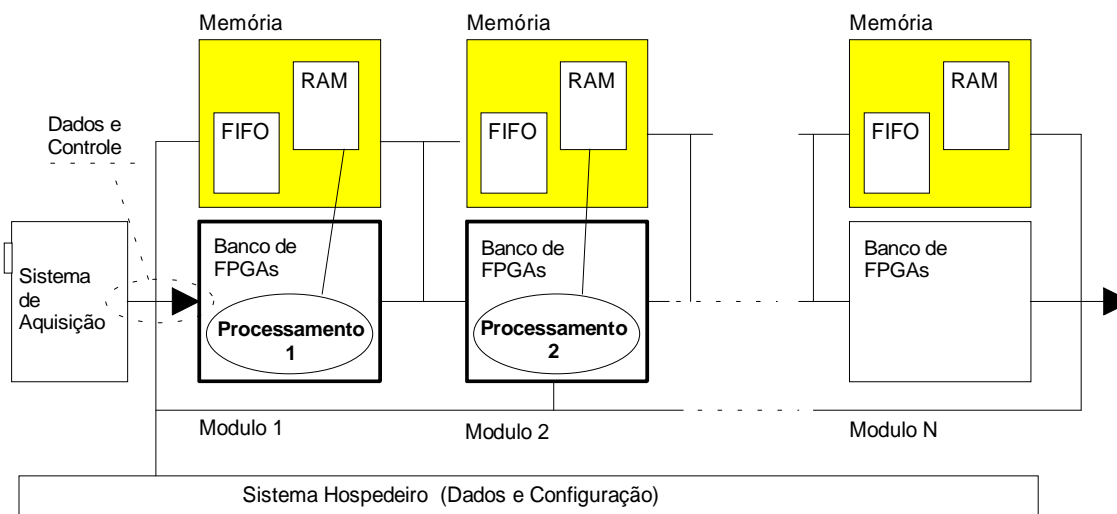 Memória
Memória
Memória
RAM
RAM
RAM
FIFO
FIFO
FIFO
Dados e
Controle
Sistema
de
Aquisição
Banco de
FPGAs
Processamento
1
Banco de
FPGAs
Processamento
2
Banco de
FPGAs
Modulo 1
Modulo 2
Modulo N
Sistema Hospedeiro (Dados e Configuração)